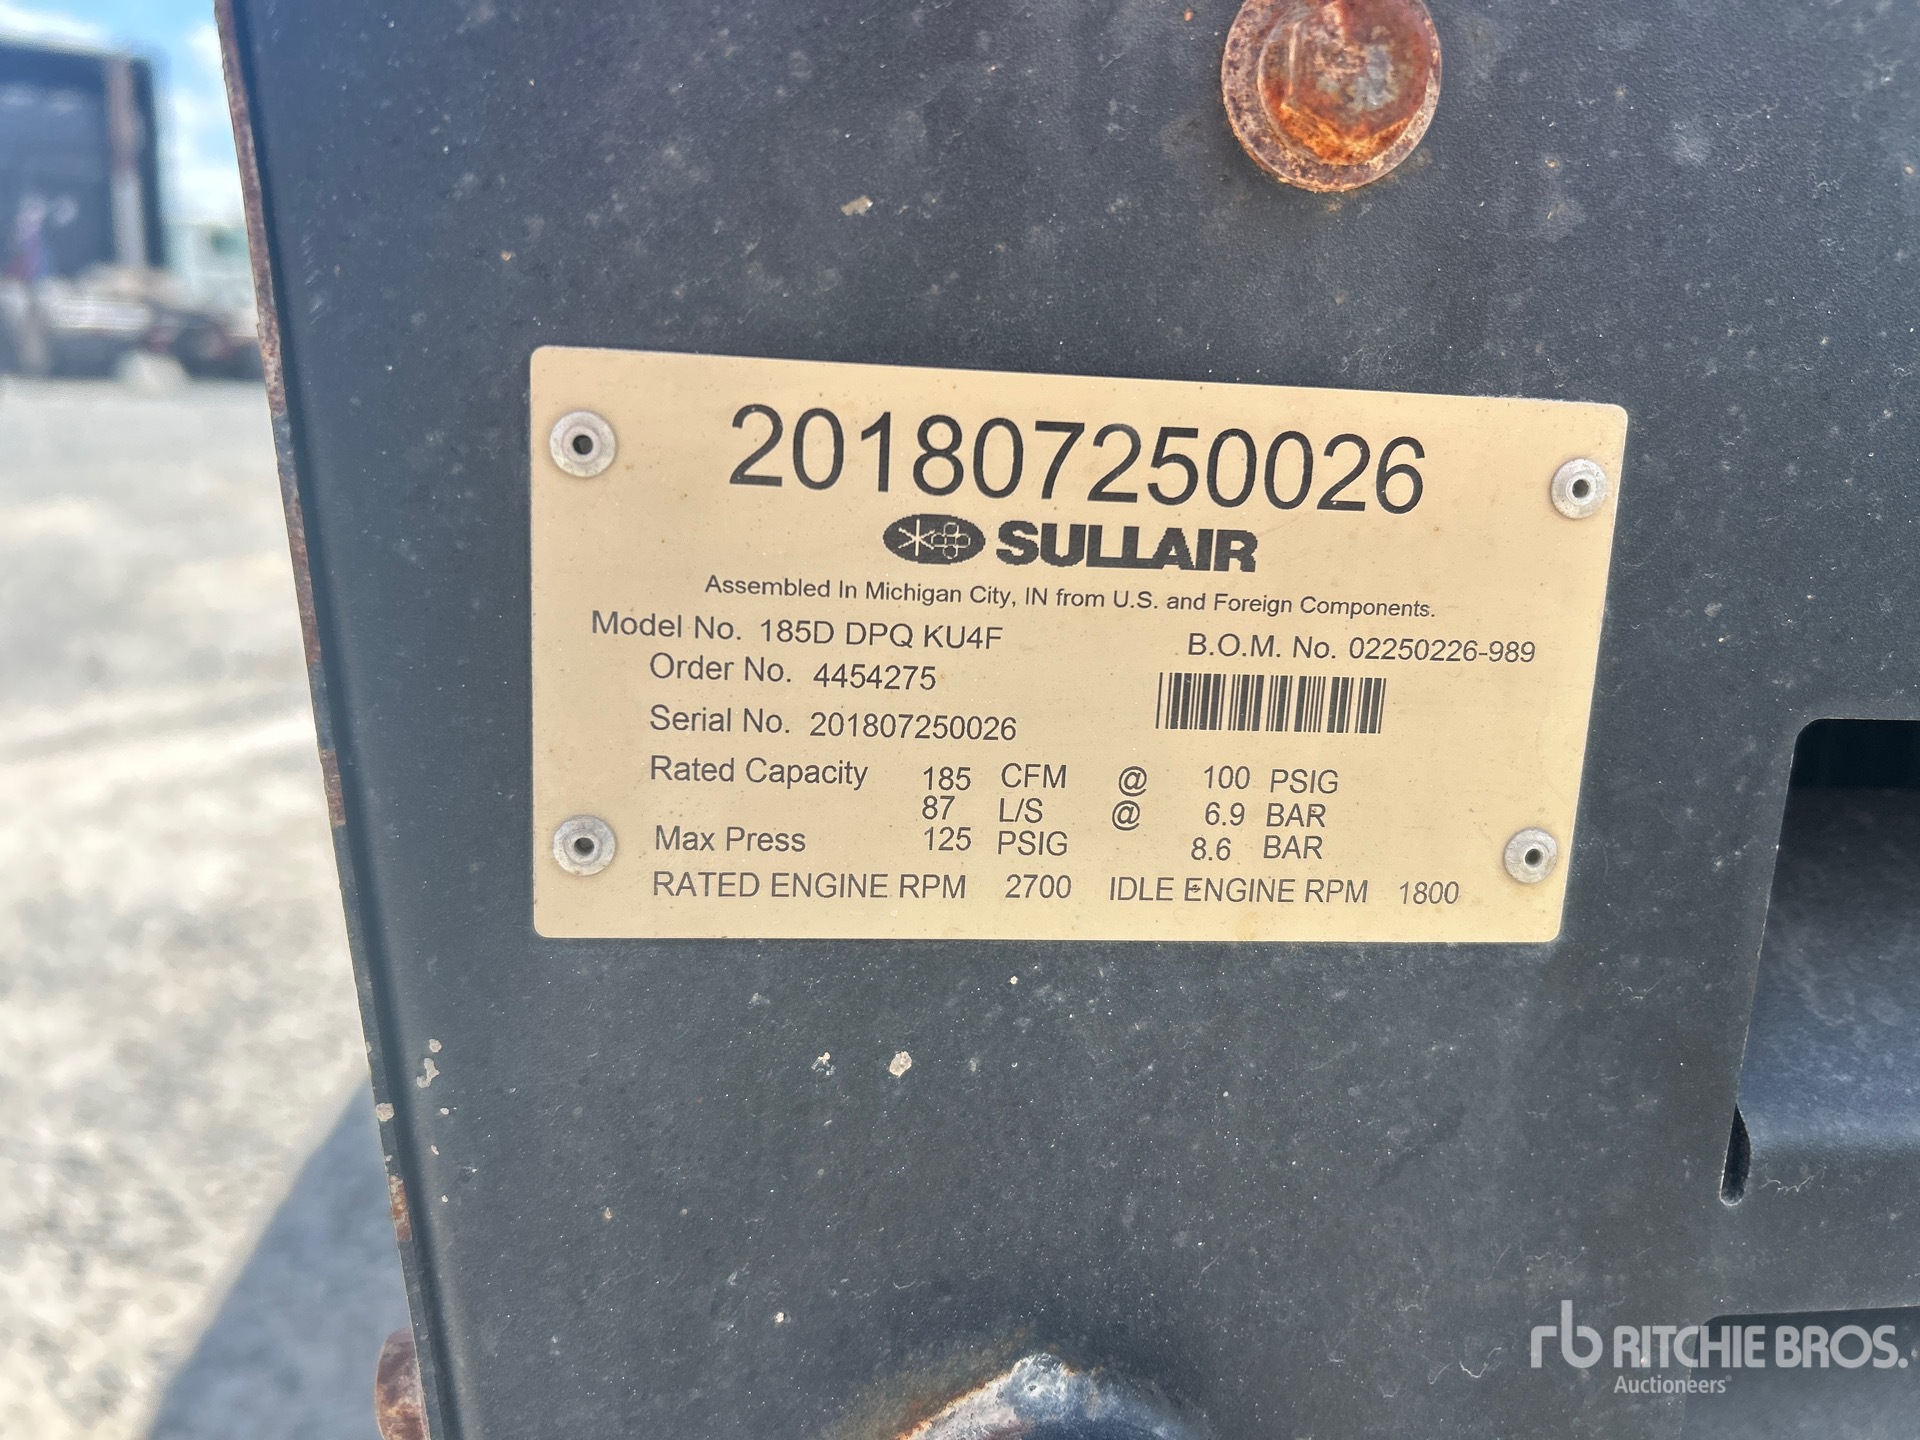 201807250026
SULLAIR
Assembled In Michigan City, IN from U.S. and Foreign Components.
Model No. 185D DPQ KU4F B.O.M. No. 02250226-989
Order No. 4454275
Serial No. 201807250026
Rated Capacity 185 CFM @ 100 PSIG
87 L/S @ 6.9 BAR
Max Press 125 PSIG 8.6 BAR
RATED ENGINE RPM 2700 IDLE ENGINE RPM 1800
rb RITCHIE BROS.
Auctioneers